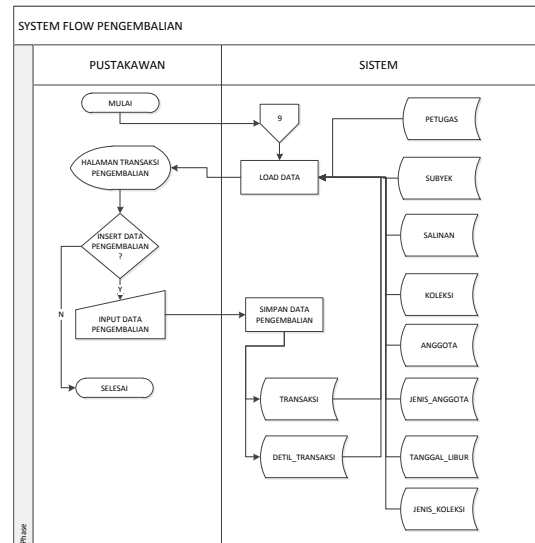 SYSTEM FLOW PENGEMBALIAN
PUSTAKAWAN
SISTEM
MULAI
9
PETUGAS
HALAMAN TRANSAKSI
PENGEMBALIAN
LOAD DATA
SUBYEK
INSERT DATA
PENGEMBALIAN
?
SALINAN
Y
N
INPUT DATA
PENGEMBALIAN
SIMPAN DATA
PENGEMBALIAN
KOLEKSI
ANGGOTA
SELESAI
TRANSAKSI
JENIS_ANGGOTA
DETIL_TRANSAKSI
TANGGAL_LIBUR
JENIS_KOLEKSI
Phase